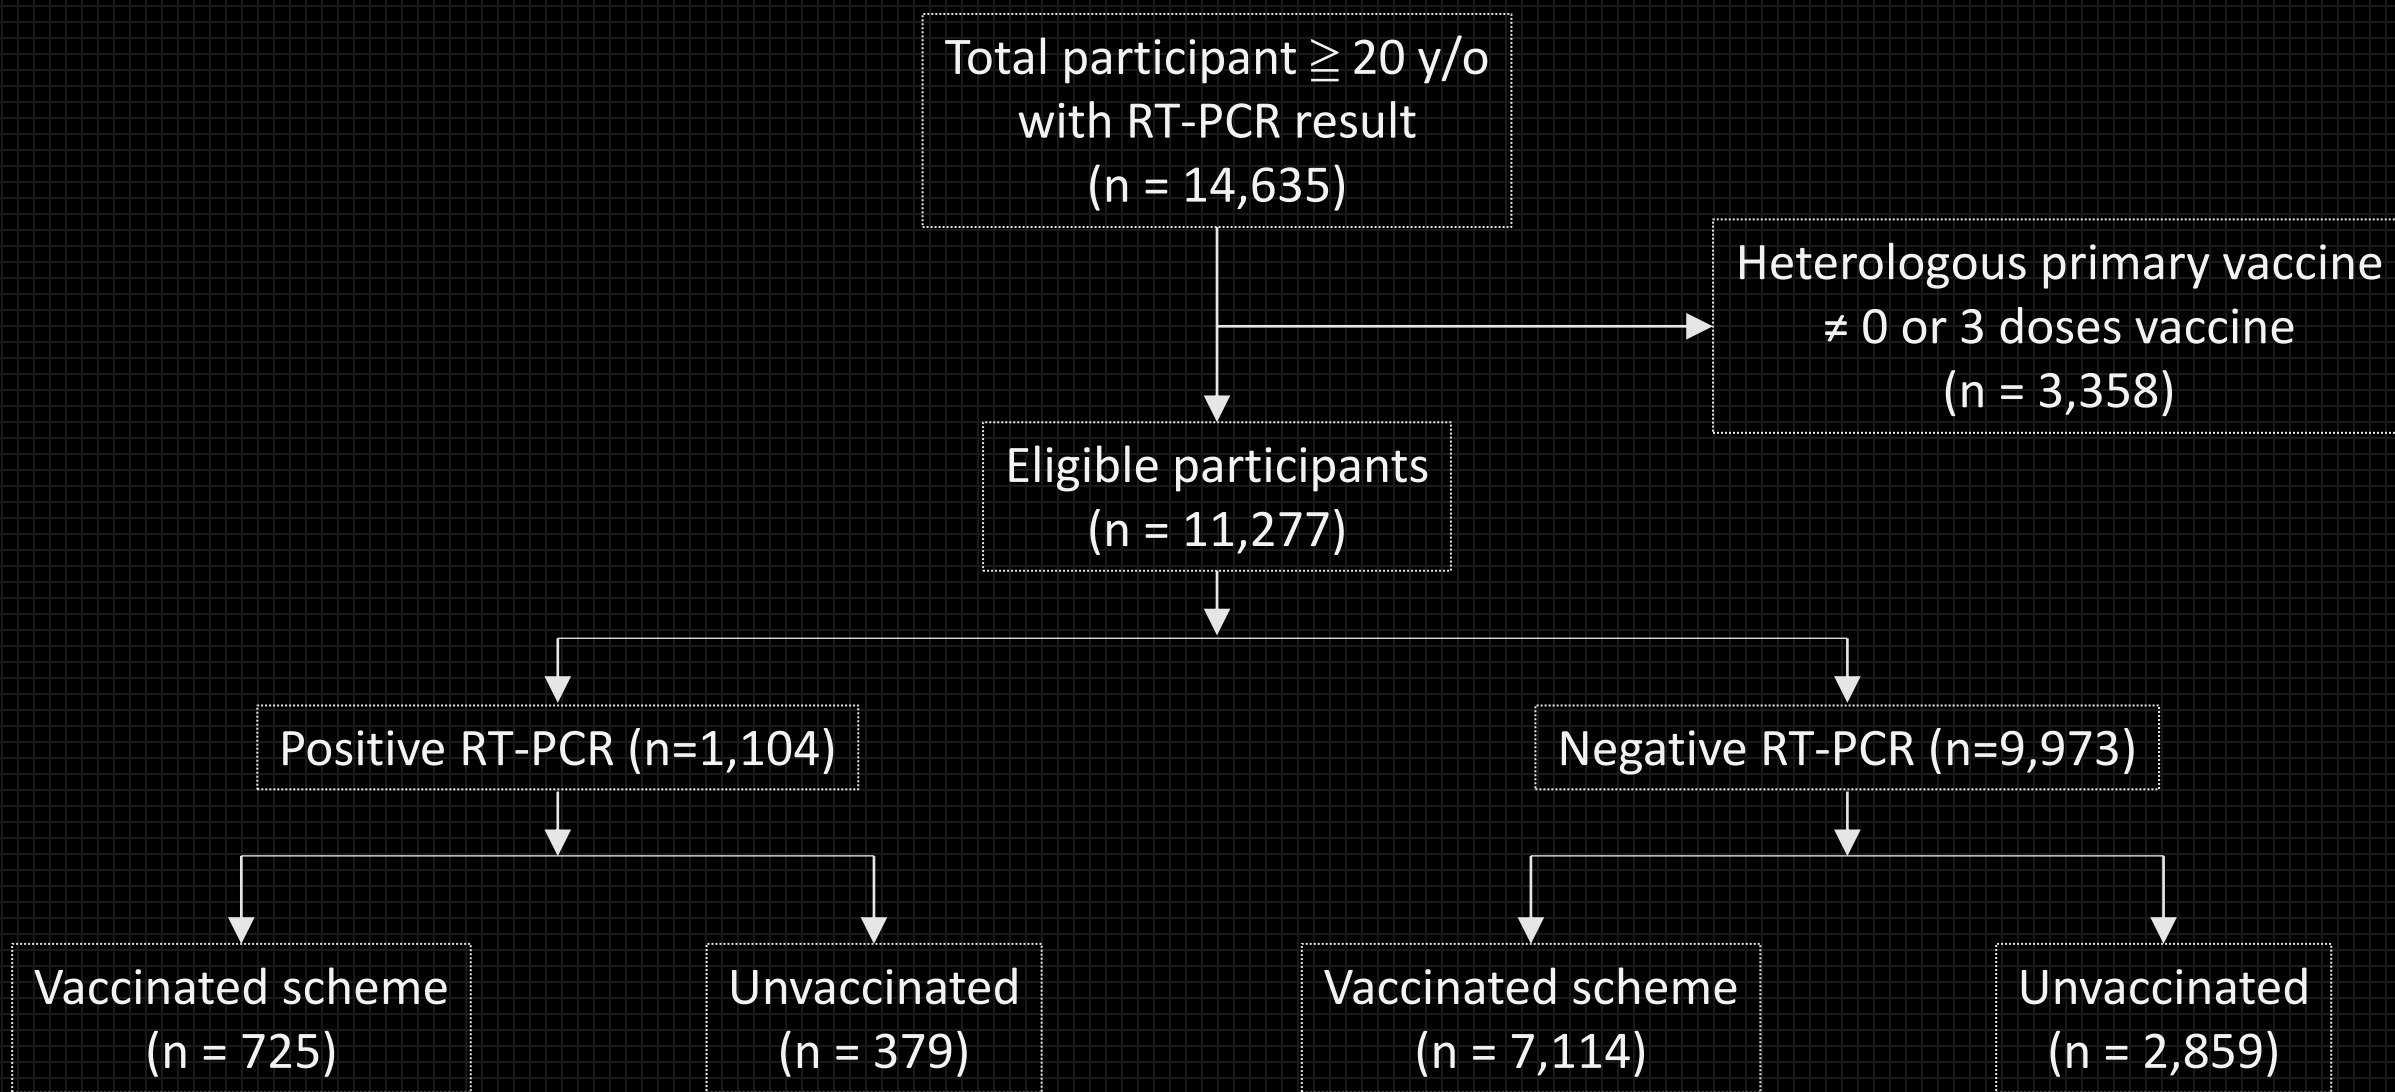 Total participant ≧ 20 y/o
with RT-PCR result
(n = 14,635)
Heterologous primary vaccine
≠ 0 or 3 doses vaccine
(n = 3,358)
Eligible participants
(n = 11,277)
Positive RT-PCR (n=1,104)
Negative RT-PCR (n=9,973)
Vaccinated scheme
(n = 725)
Unvaccinated
(n = 379)
Vaccinated scheme
(n = 7,114)
Unvaccinated
(n = 2,859)